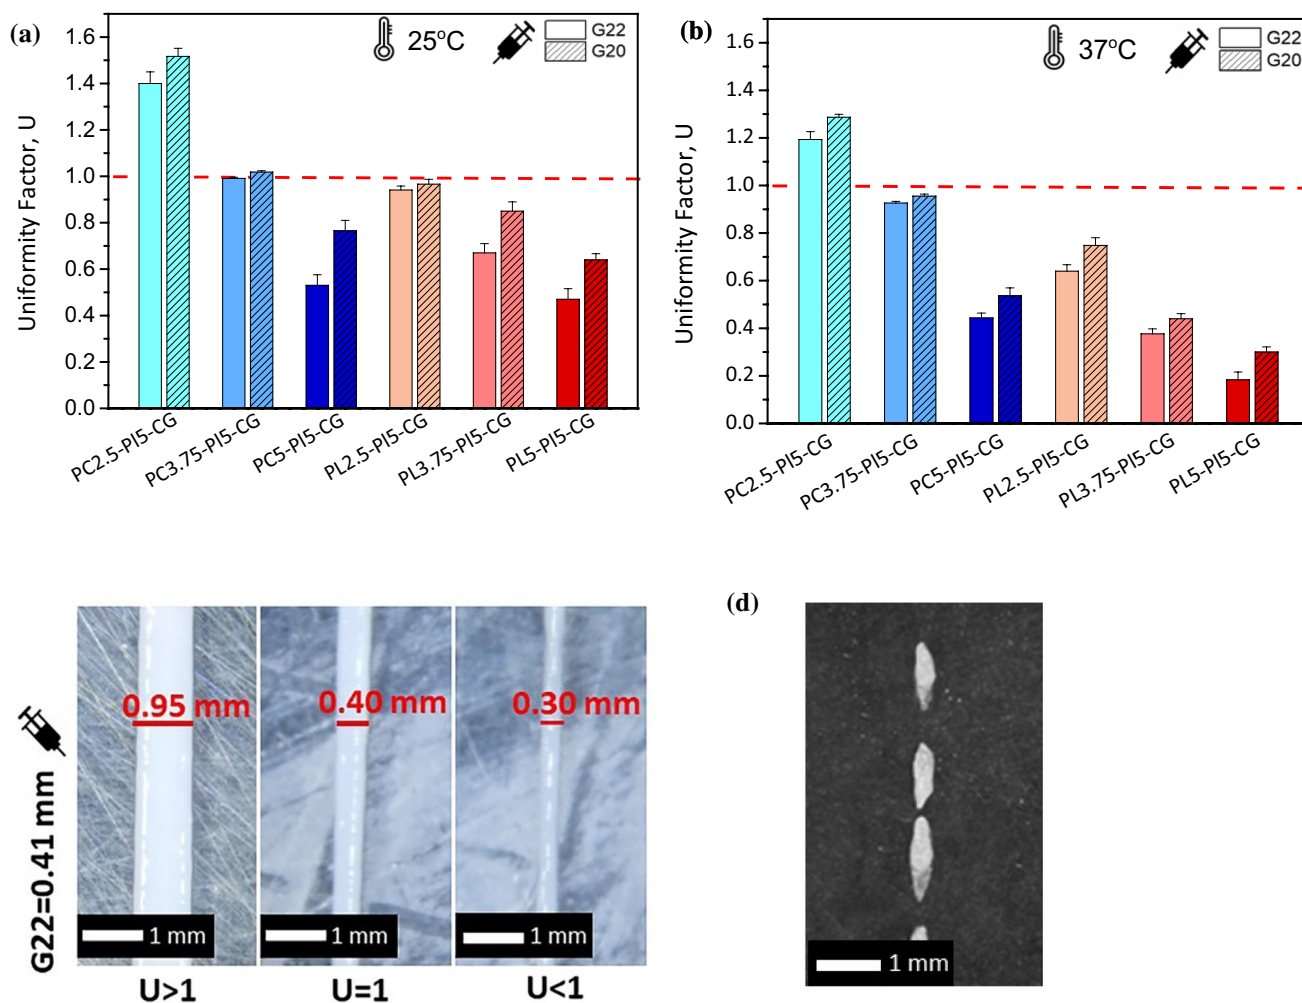 (a)
25°C
G22
G20
Uniformity Factor, U
1.6
1.4
1.2
1.0
0.8
0.6
0.4
0.2
0.0
PC2.5-PI5-CG
PC3.75-PI5-CG
PC5-PI5-CG
PL2.5-PI5-CG
PL3.75-PI5-CG
PL5-PI5-CG
(b)
37°C
G22
G20
Uniformity Factor, U
1.6
1.4
1.2
1.0
0.8
0.6
0.4
0.2
0.0
PC2.5-PI5-CG
PC3.75-PI5-CG
PC5-PI5-CG
PL2.5-PI5-CG
PL3.75-PI5-CG
PL5-PI5-CG
G22=0.41 mm
0.95 mm
0.40 mm
0.30 mm
1 mm
1 mm
1 mm
U>1
U=1
U<1
(d)
1 mm